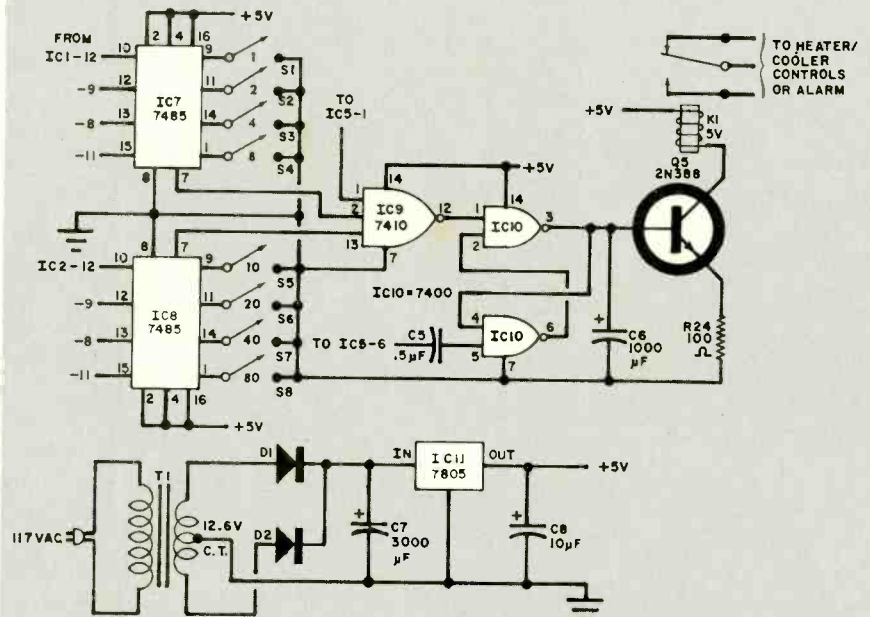 +5V
2 4 16
FROM
IC1-12 10
-9 12
-8 13
-11 15
IC7
7485
9 1 S1
11 2 S2
14 4 S3
1 8 S4
8 7
TO
IC5-1
+5V
14
1
2
13
IC9
7410
12
7
14
1
2
IC10
3
IC10=7400
4
5
IC10
6
7
TO IC6-6
C5
.5µF
+
C6
1000
µF
+5V
K1
5V
Q5
2N388
R24
100
Ω
TO HEATER/
COOLER
CONTROLS
OR ALARM
8 7
IC2-12 10
-9 12
-8 13
-11 15
IC8
7485
9 10 S5
11 20 S6
14 40 S7
1 80 S8
2 4 16
+5V
117VAC
T1
12.6V
C.T.
D1
D2
+
C7
3000
µF
IN
IC11
7805
OUT
+
C8
10µF
+5V